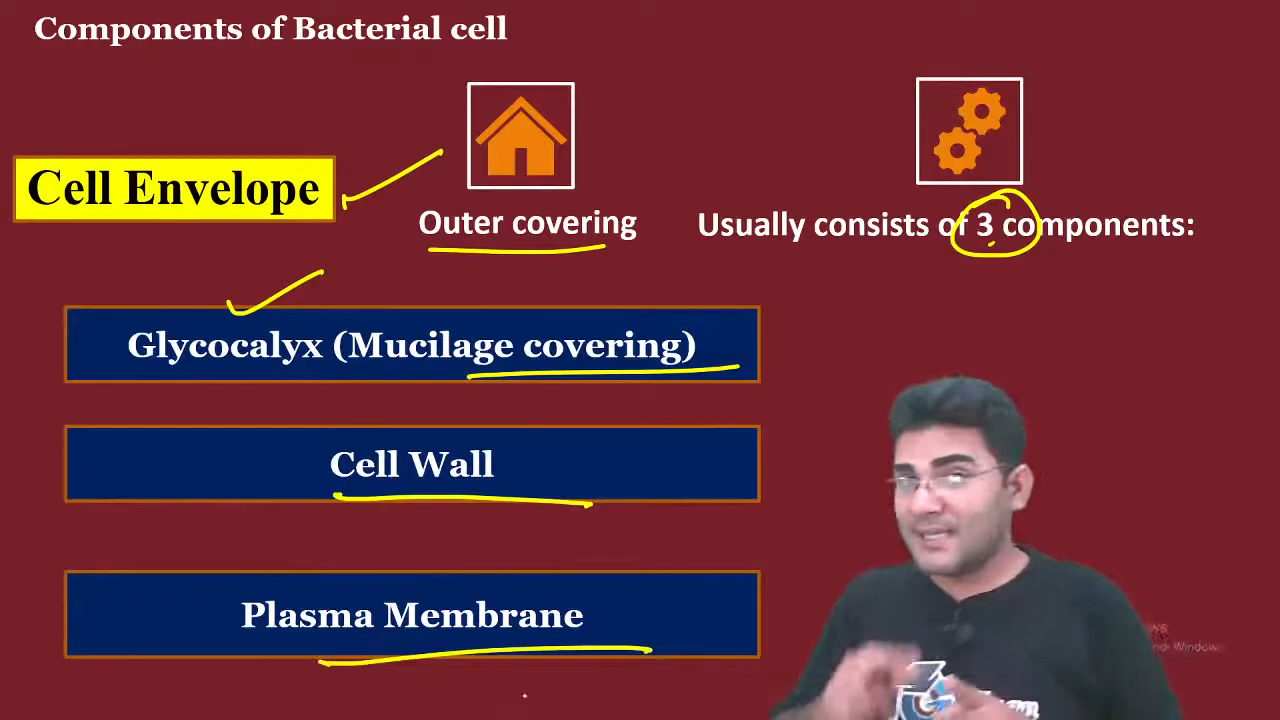 Components of Bacterial cell
Cell Envelope
Outer covering
Usually consists of 3 components:
Glycocalyx (Mucilage covering)
Cell Wall
Plasma Membrane
Windows